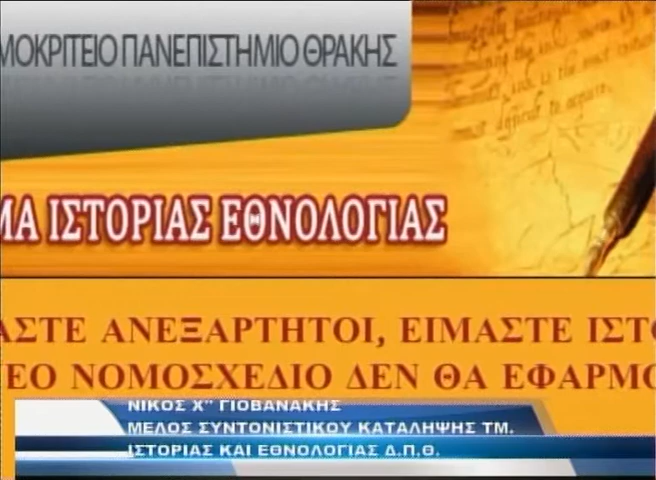 ΜΟΚΡΙΤΕΙΟ ΠΑΝΕΠΙΣΤΗΜΙΟ ΘΡΑΚΗΣ
ΜΑ ΙΣΤΟΡΙΑΣ ΕΘΝΟΛΟΓΙΑΣ
ΑΣΤΕ ΑΝΕΞΑΡΤΗΤΟΙ, ΕΙΜΑΣΤΕ ΙΣΤΟ
ΕΟ ΝΟΜΟΣΧΕΔΙΟ ΔΕΝ ΘΑ ΕΦΑΡΜΟ
ΝΙΚΟΣ Χ" ΓΙΟΒΑΝΑΚΗΣ
ΜΕΛΟΣ ΣΥΝΤΟΝΙΣΤΙΚΟΥ ΚΑΤΑΛΗΨΗΣ ΤΜ.
ΙΣΤΟΡΙΑΣ ΚΑΙ ΕΘΝΟΛΟΓΙΑΣ Δ.Π.Θ.